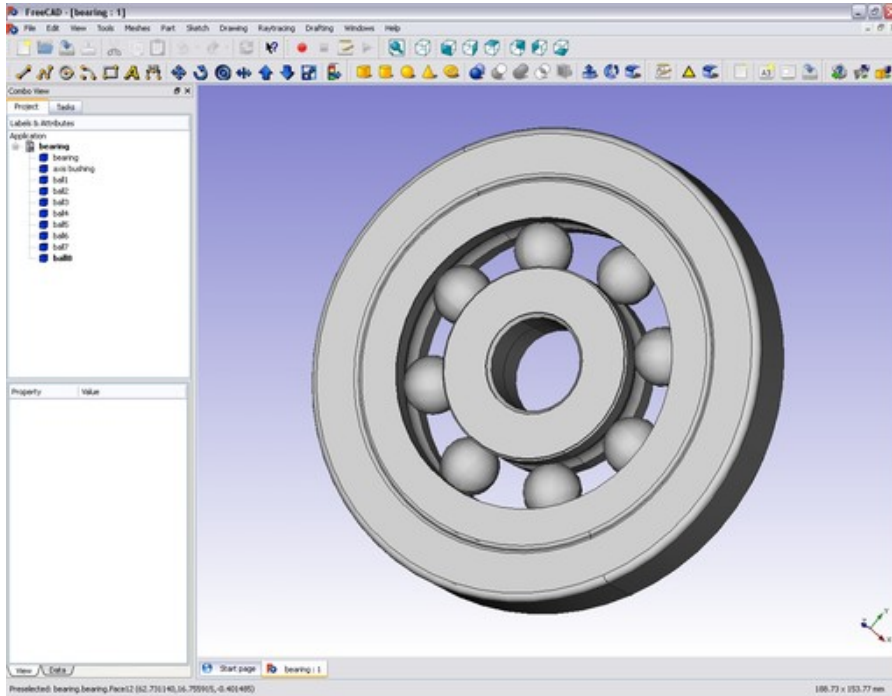 FreeCAD - [bearing : 1]
File Edit View Tools Meshes Part Sketch Drawing Raytracing Drafting Windows Help
Combo View
Project Tasks
Labels & Attributes
Application
bearing
bearing
axis bushing
ball1
ball2
ball3
ball4
ball5
ball6
ball7
ball8
Property Value
View Data
Start page bearing : 1
Preselected: bearing.bearing.Face12 (62.731140,16.755915,-0.401485) 188.73 x 153.77 mm